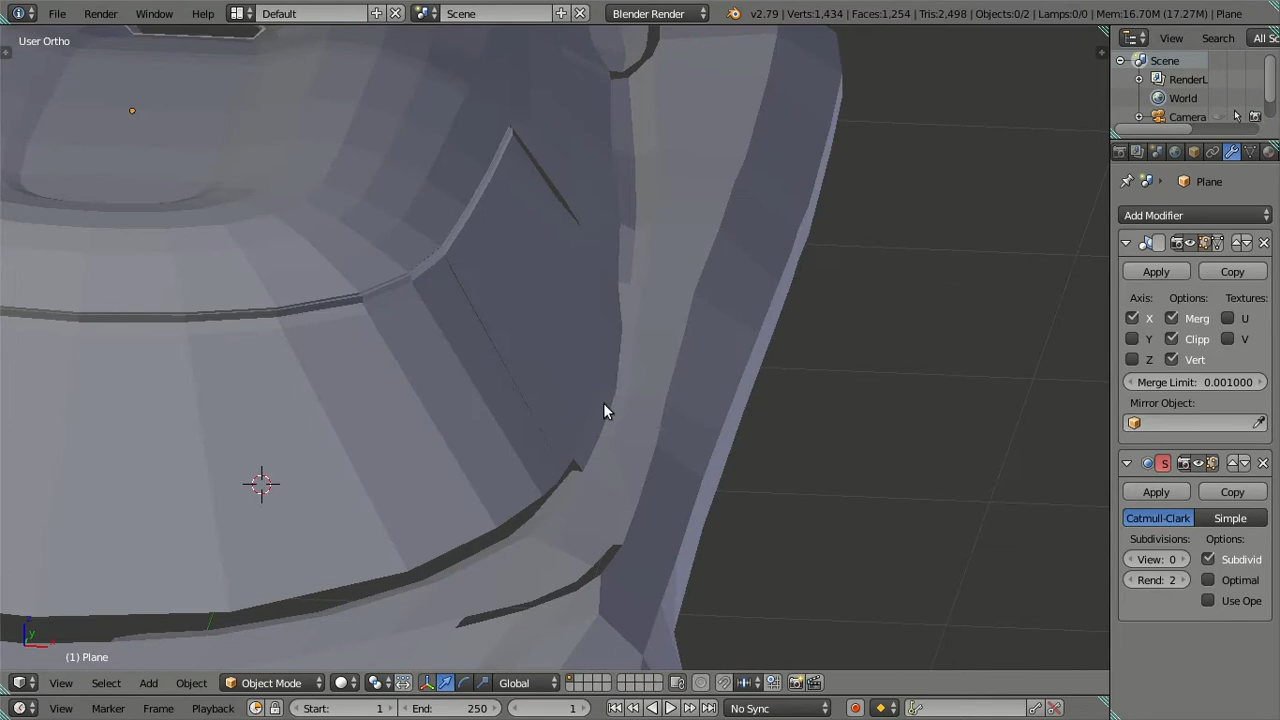 File Render Window Help Default Scene Blender Render v2.79 | Verts:1,434 | Faces:1,254 | Tris:2,498 | Objects:0/2 | Lamps:0/0 | Mem:16.70M (17.27M) | Plane
User Ortho
View Search All Sc
Scene
RenderL
World
Camera
Plane
Add Modifier
Apply Copy
Axis: Options: Textures:
X Merg U
Y Clipp V
Z Vert
Merge Limit: 0.001000
Mirror Object:
S
Apply Copy
Catmull-Clark Simple
Subdivisions: Options:
View: 0 Subdivid
Rend: 2 Optimal
Use Ope
z
y
x
(1) Plane
View Select Add Object Object Mode Global
View Marker Frame Playback Start: 1 End: 250 1 No Sync